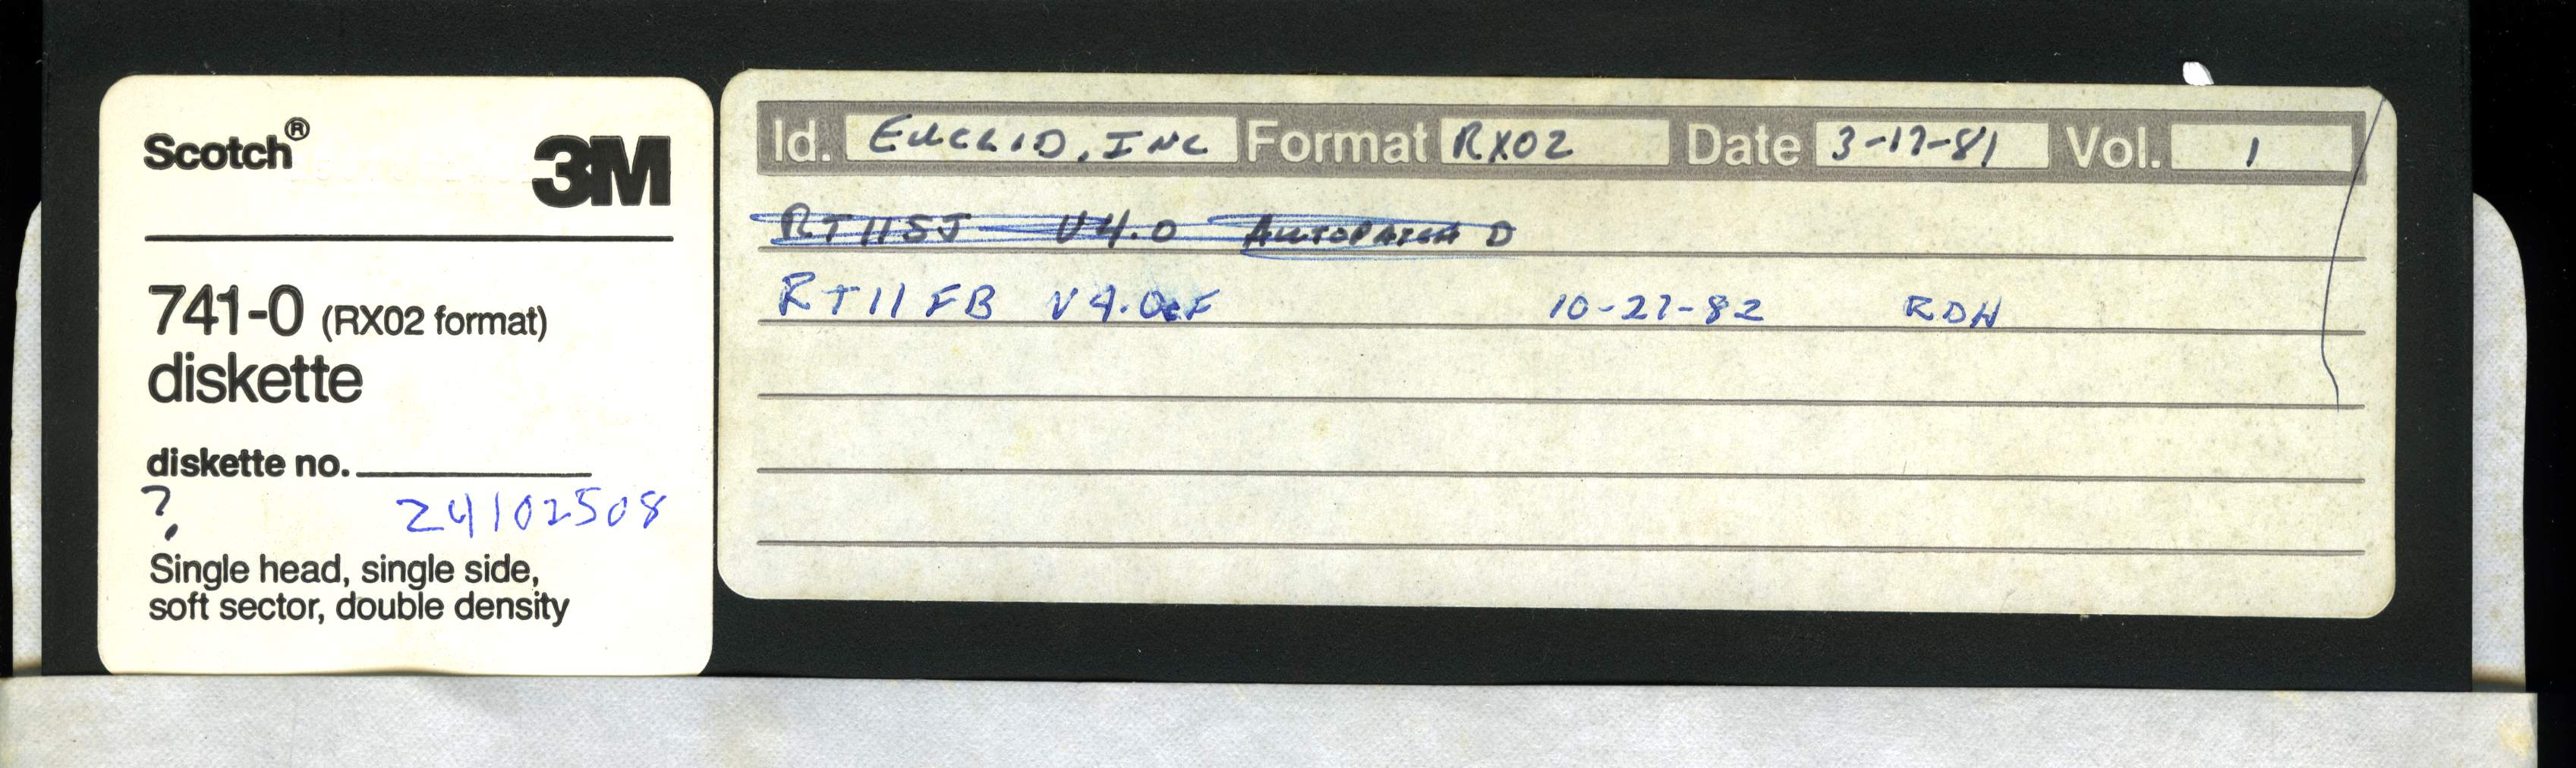 Scotch® 3M
741-0 (RX02 format)
diskette
diskette no.
? 24102508
Single head, single side,
soft sector, double density
Id. EUCLID, INC Format RX02 Date 3-17-81 Vol. 1
RT11SJ V4.0 AUTOPATCH D
RT11FB 10-27-82 RDH